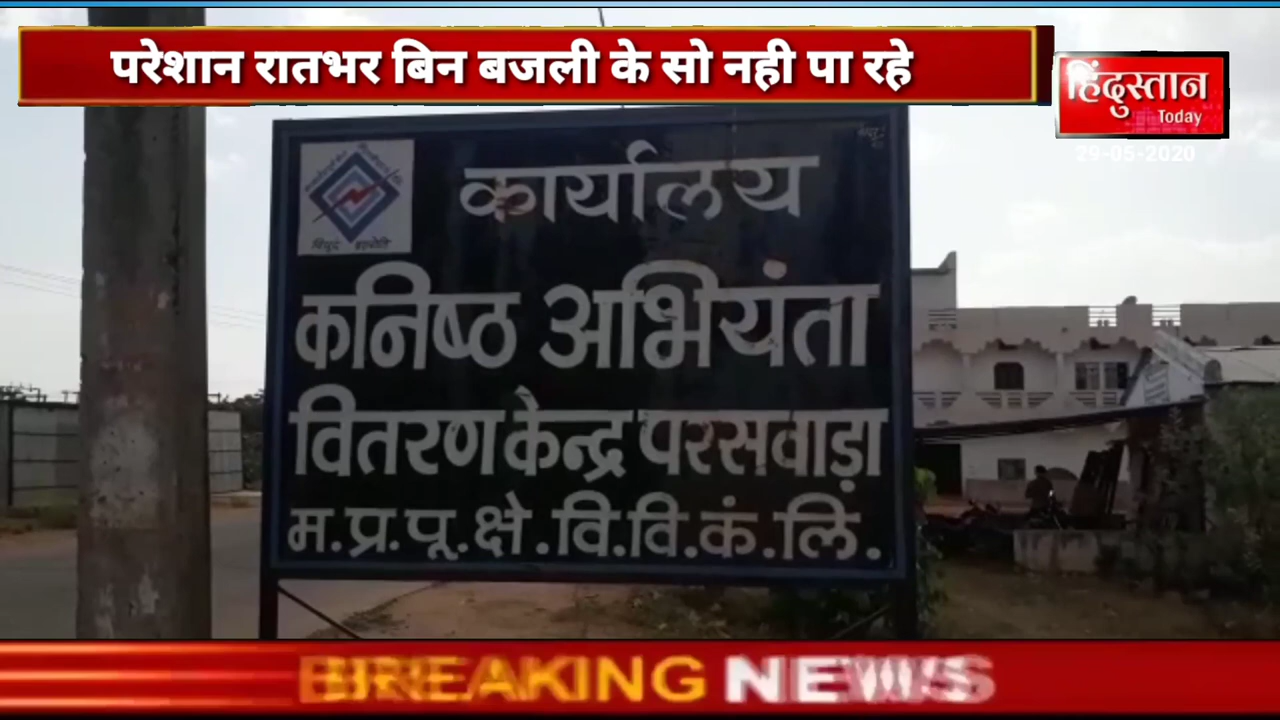 परेशान रातभर बिन बजली के सो नही पा रहे
हिंदुस्तान
Today
29-05-2020
कार्यालय
कनिष्ठ अभियंता
वितरण केन्द्र परसवाड़ा
म.प्र.पू.क्षे.वि.वि.कं.लि.
BREAKING NEWS